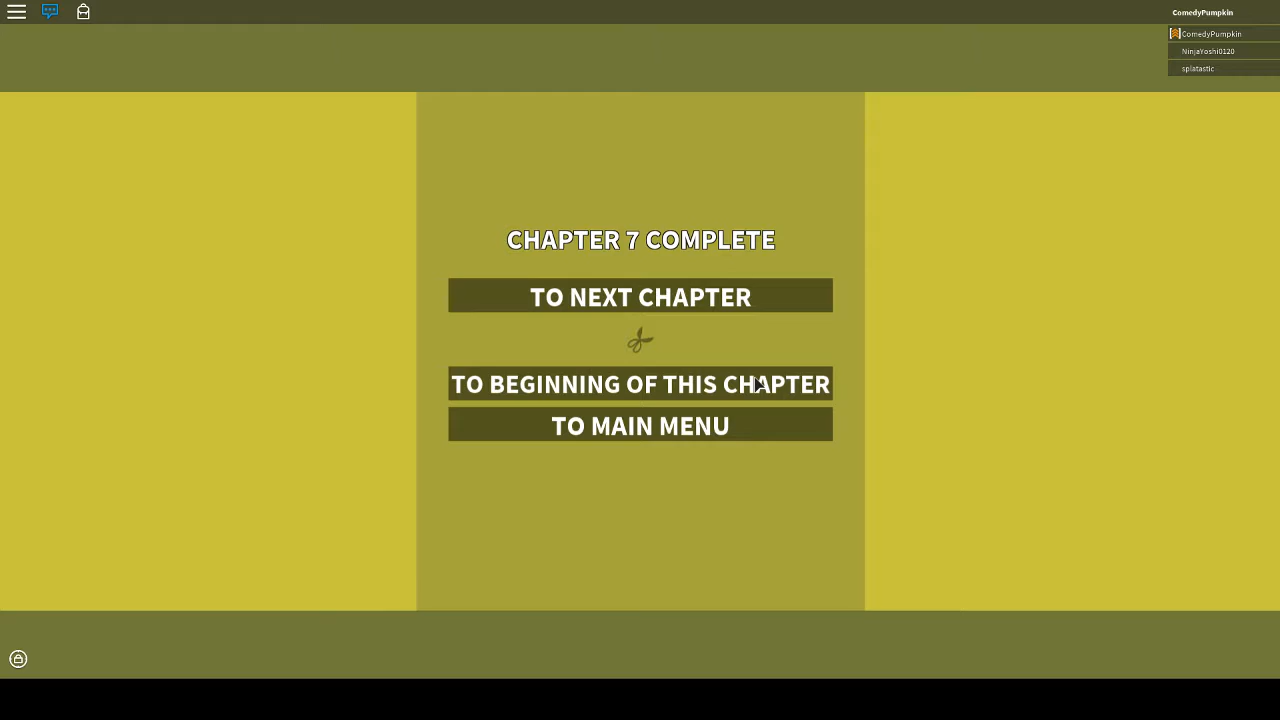 ComedyPumpkin
ComedyPumpkin
NinjaYoshi0120
splatastic
CHAPTER 7 COMPLETE
TO NEXT CHAPTER
TO BEGINNING OF THIS CHAPTER
TO MAIN MENU